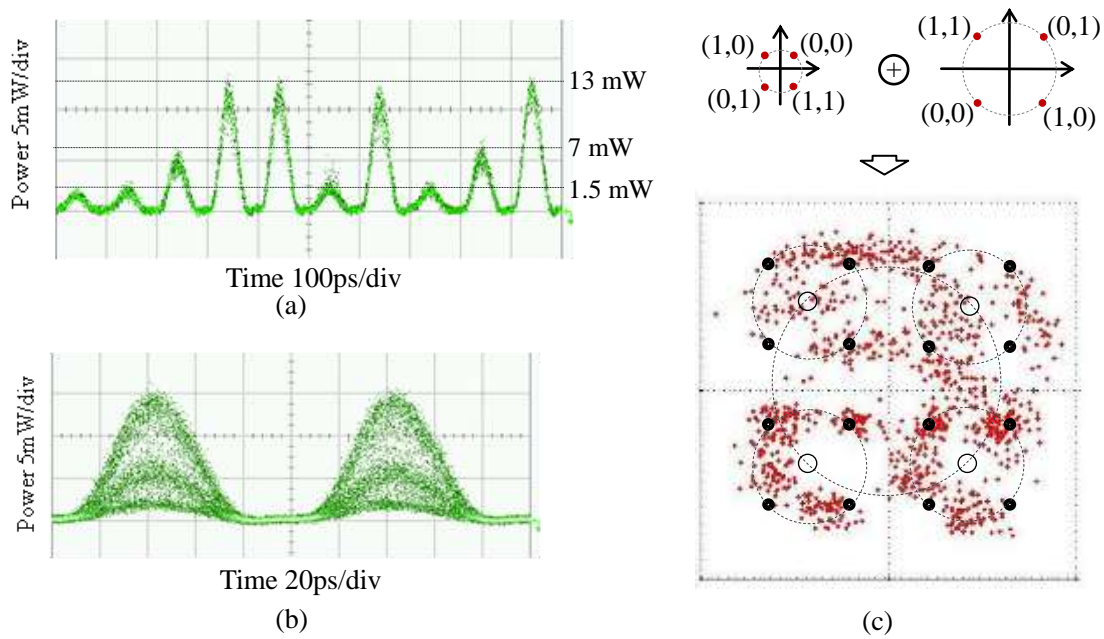 Power 5mW/div
13 mW
7 mW
1.5 mW
Time 100ps/div
(a)
Power 5mW/div
Time 20ps/div
(b)
(1,0) (0,0)
(0,1) (1,1)
(1,1) (0,1)
(0,0) (1,0)
(c)